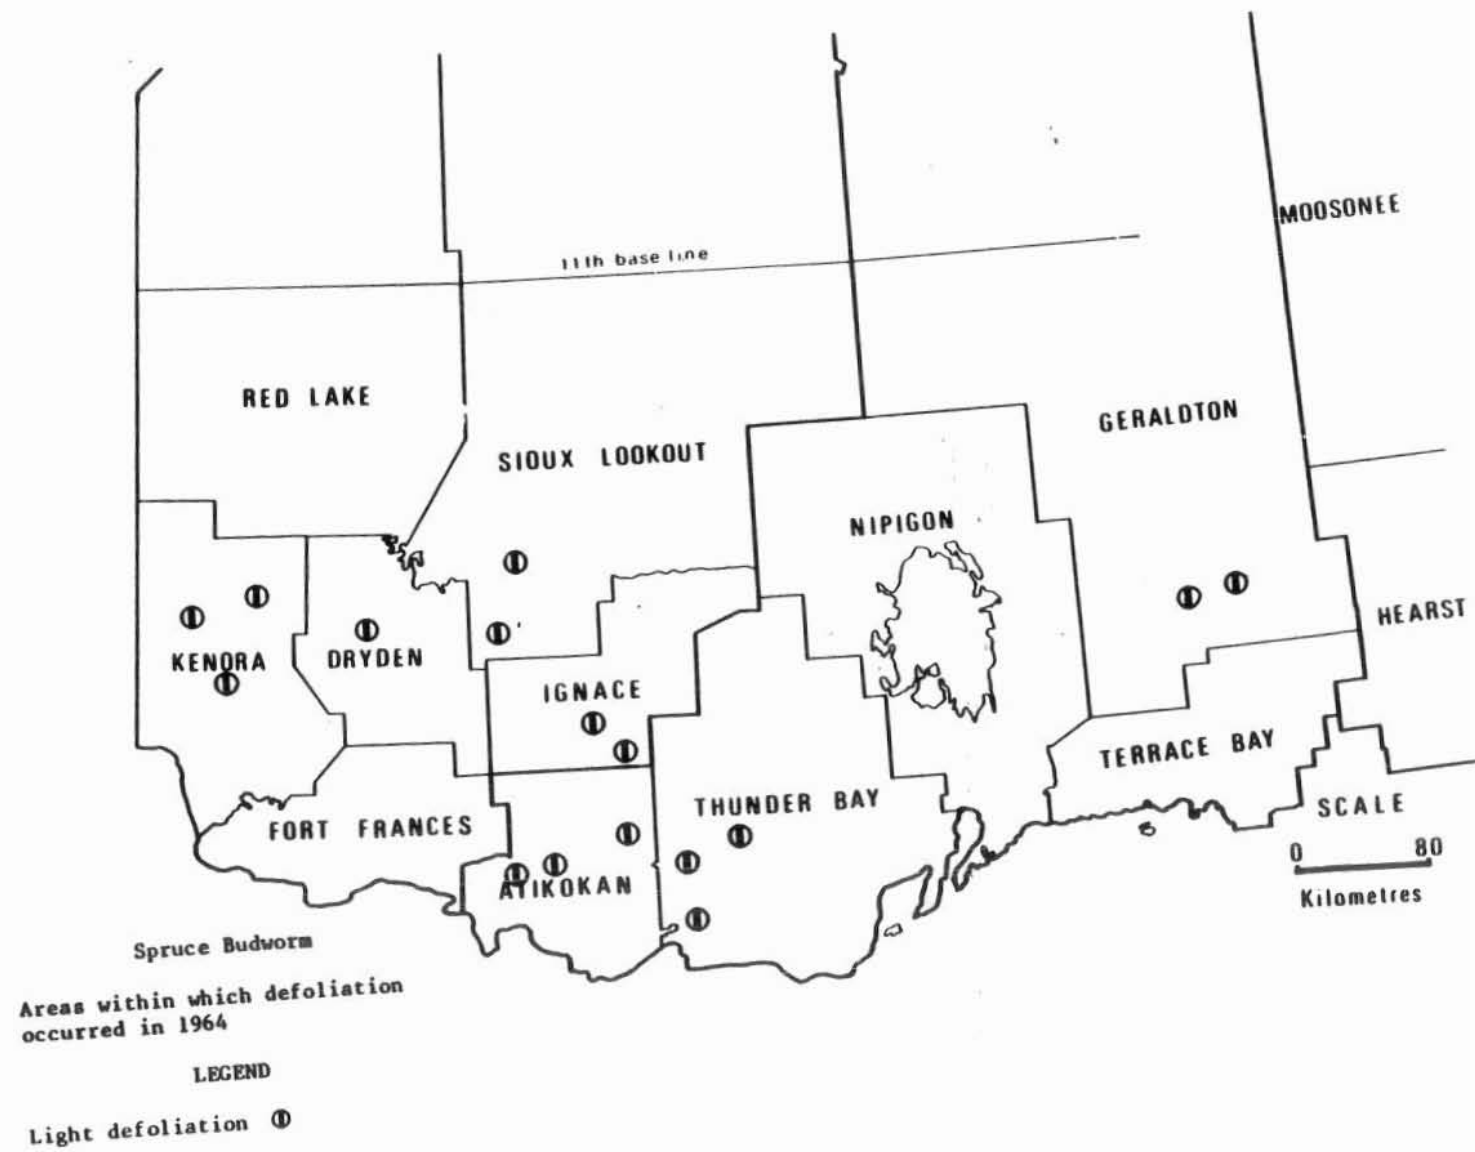 MOOSONEE
11th base line
RED LAKE
GERALDTON
SIOUX LOOKOUT
NIPIGON
HEARST
KENORA
DRYDEN
IGNACE
TERRACE BAY
THUNDER BAY
SCALE
FORT FRANCES
0 80
ATIKOKAN
Kilometres
Spruce Budworm
Areas within which defoliation
occurred in 1964
LEGEND
Light defoliation